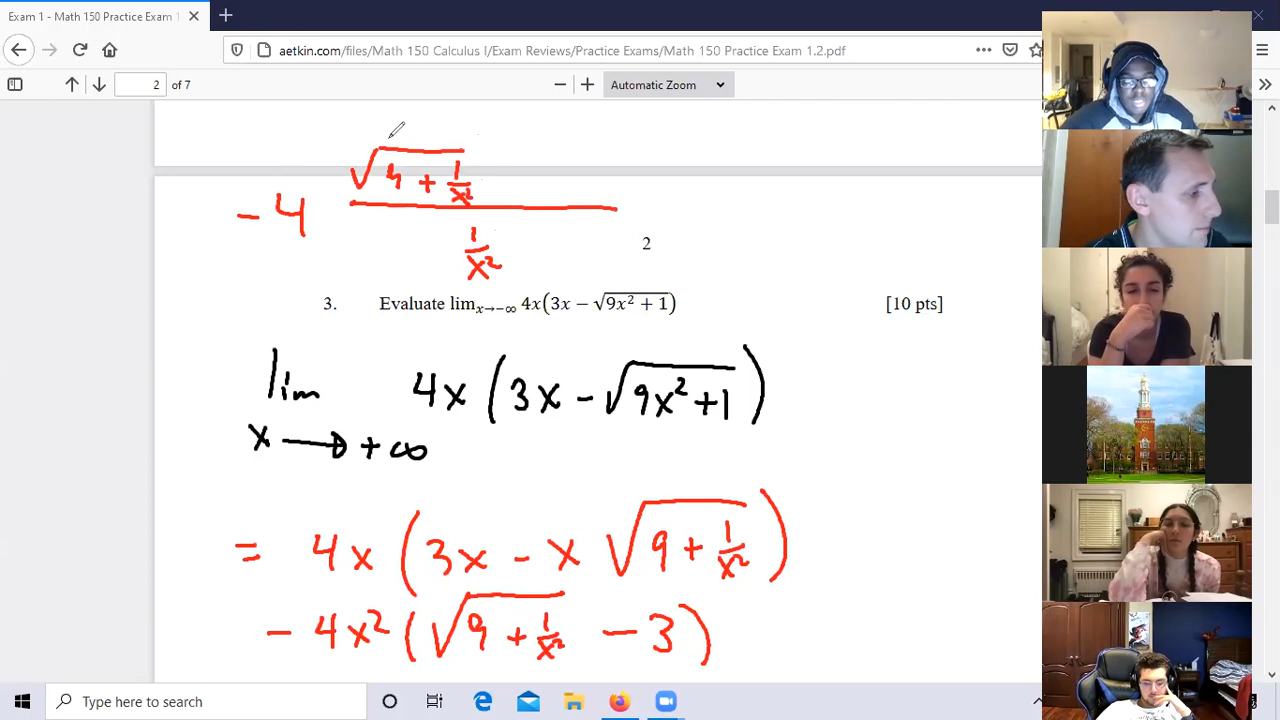 Exam 1 - Math 150 Practice Exam 1
aetkin.com/files/Math 150 Calculus I/Exam Reviews/Practice Exams/Math 150 Practice Exam 1.2.pdf
2 of 7
Automatic Zoom
-4 √(9 + 1/x²) / 1/x²
2
3. Evaluate lim x→-∞ 4x(3x − √(9x² + 1)) [10 pts]
lim x → +∞ 4x (3x - √(9x² + 1))
= 4x (3x - x √(9 + 1/x²))
- 4x² (√(9 + 1/x²) - 3)
Type here to search